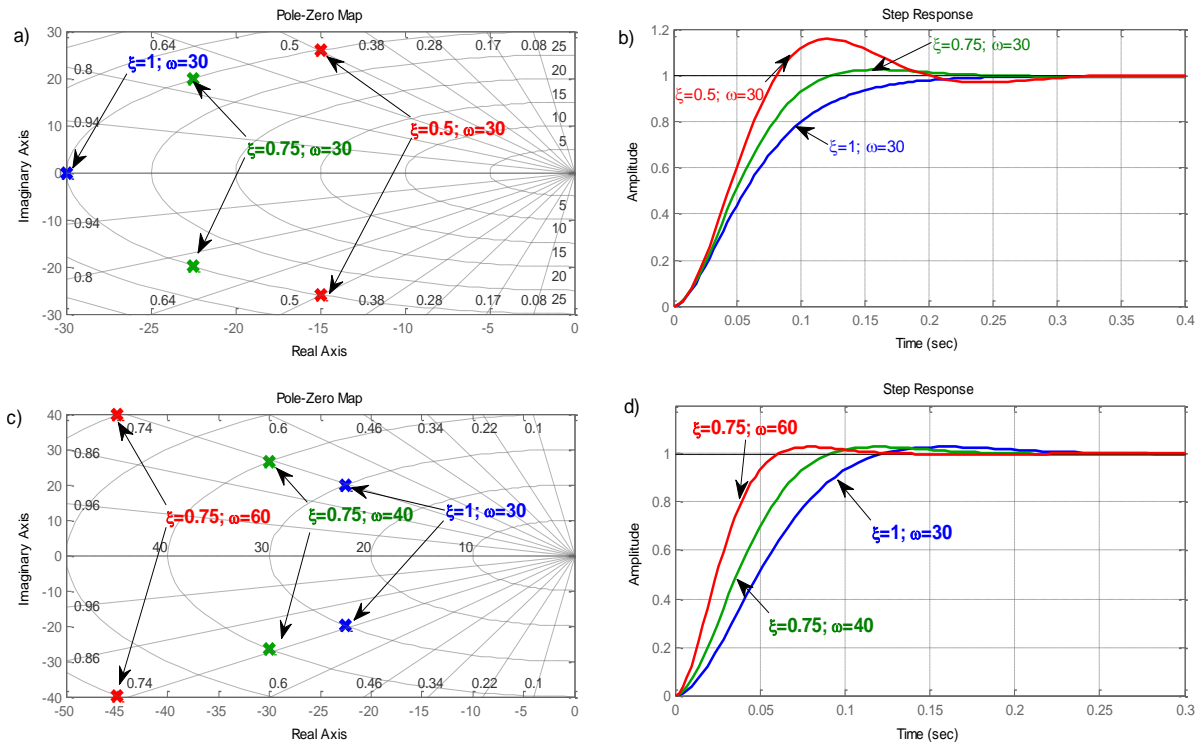 a)
Pole-Zero Map
30
20
10
0
-10
-20
-30
Imaginary Axis
0.64 0.5 0.38 0.28 0.17 0.08
25
0.8
20
15
0.94
10
5
ξ=1; ω=30
ξ=0.75; ω=30
ξ=0.5; ω=30
5
0.94
10
15
0.8
20
0.64 0.5 0.38 0.28 0.17 0.08
25
-30 -25 -20 -15 -10 -5 0
Real Axis
b)
Step Response
1.2
1
0.8
0.6
0.4
0.2
0
Amplitude
ξ=0.75; ω=30
ξ=0.5; ω=30
ξ=1; ω=30
0 0.05 0.1 0.15 0.2 0.25 0.3 0.35 0.4
Time (sec)
c)
Pole-Zero Map
40
30
20
10
0
-10
-20
-30
-40
Imaginary Axis
0.74 0.6 0.46 0.34 0.22 0.1
0.86
0.96
ξ=0.75; ω=60
ξ=0.75; ω=40
ξ=1; ω=30
40 30 20 10
0.96
0.86
0.74 0.6 0.46 0.34 0.22 0.1
-50 -45 -40 -35 -30 -25 -20 -15 -10 -5 0
Real Axis
d)
Step Response
1
0.8
0.6
0.4
0.2
0
Amplitude
ξ=0.75; ω=60
ξ=1; ω=30
ξ=0.75; ω=40
0 0.05 0.1 0.15 0.2 0.25 0.3
Time (sec)